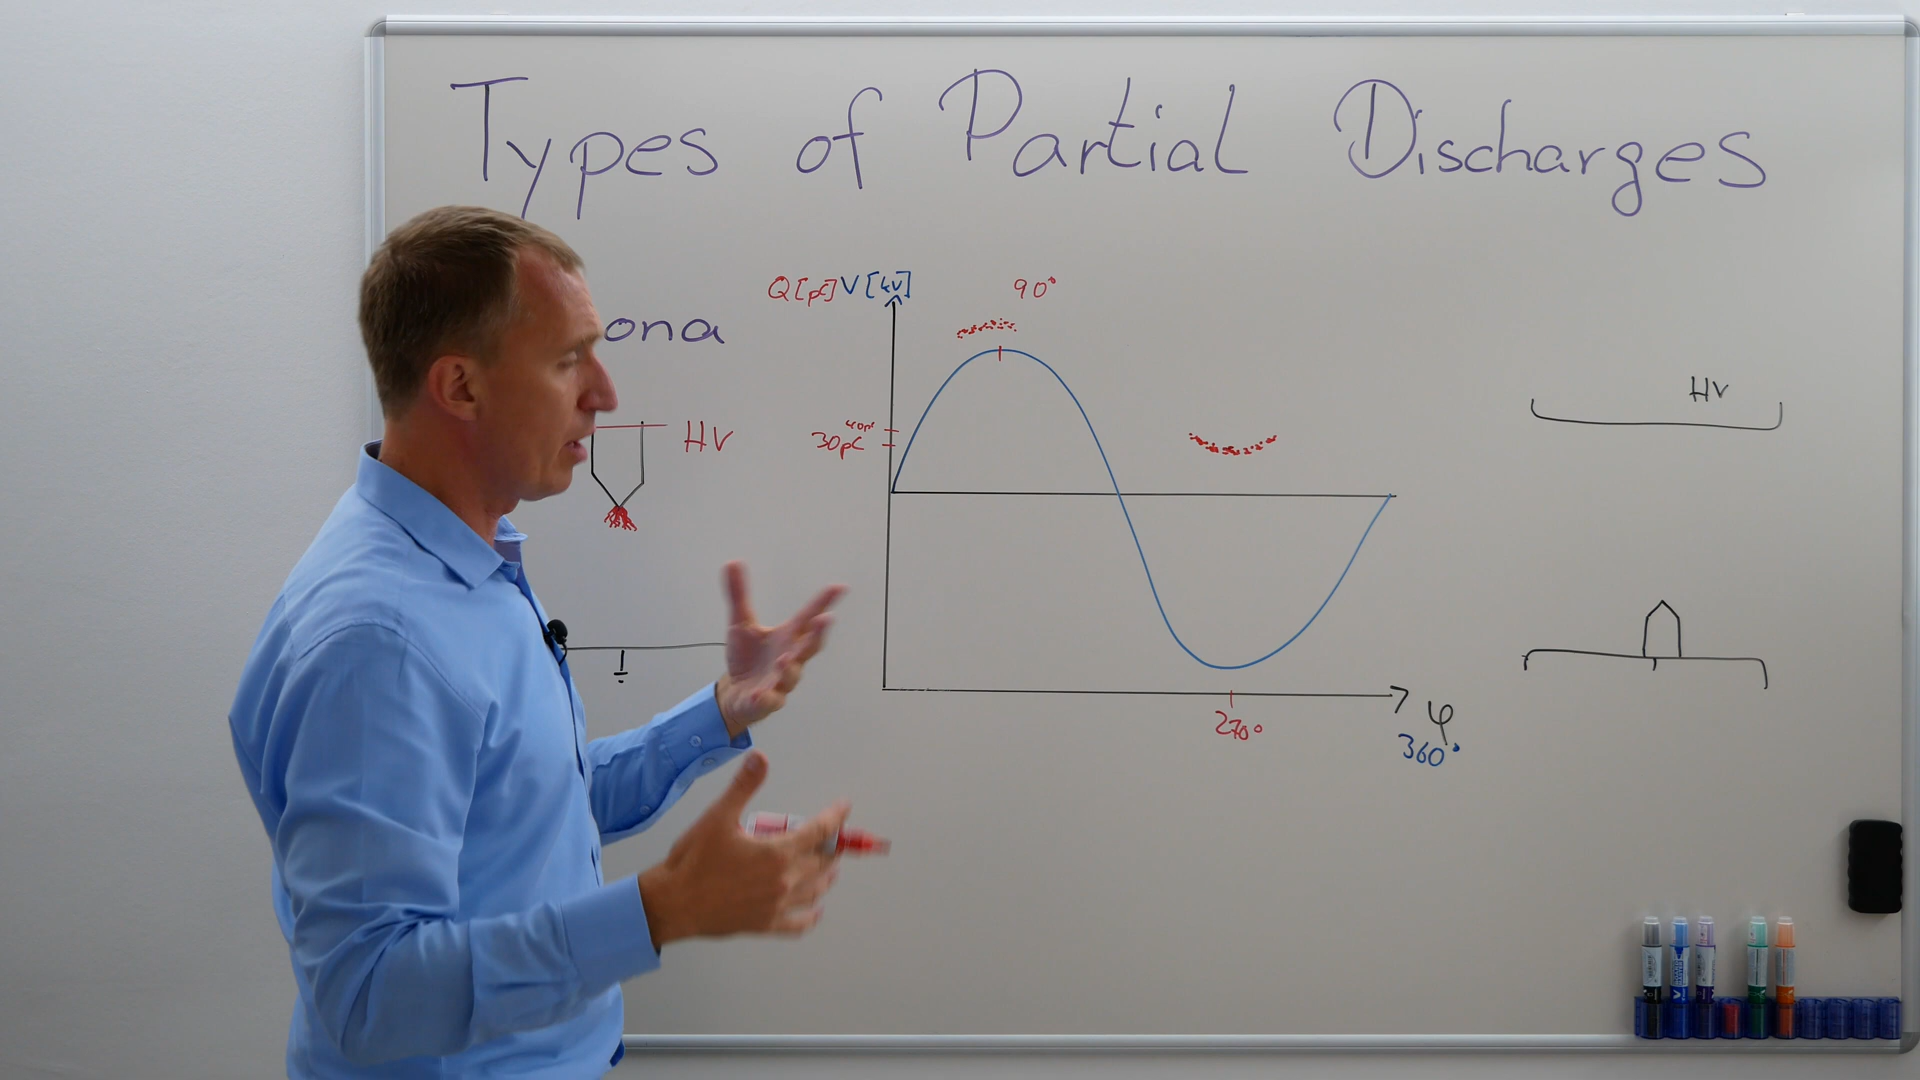 Types of Partial Discharges
Q[pC] V[kV]
90°
ona
HV
HV
40pC
30pC
270°
φ
360°